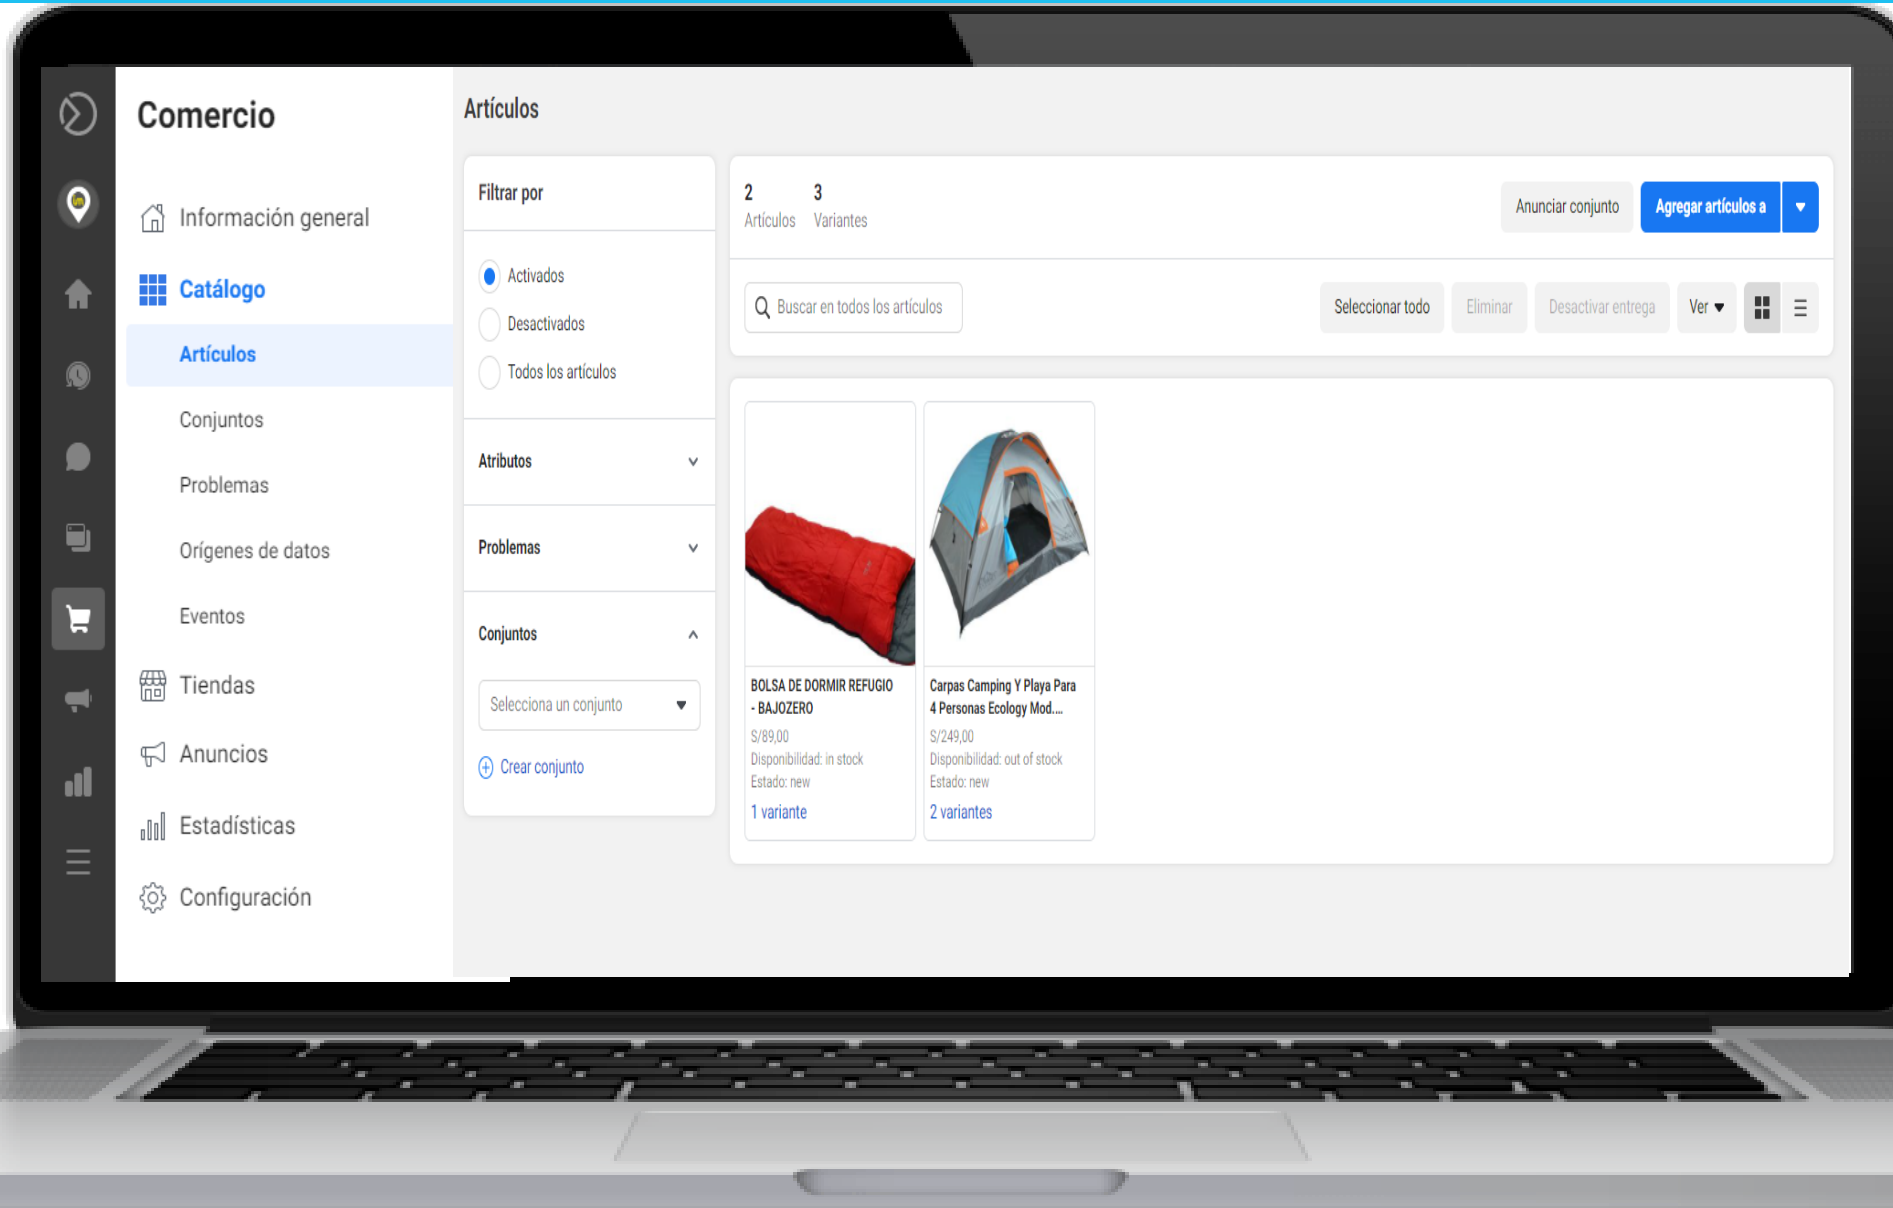 Comercio
Información general
Catálogo
Artículos
Conjuntos
Problemas
Orígenes de datos
Eventos
Tiendas
Anuncios
Estadísticas
Configuración
Artículos
Filtrar por
Activados
Desactivados
Todos los artículos
Atributos
Problemas
Conjuntos
Selecciona un conjunto
Crear conjunto
2 3
Artículos Variantes
Anunciar conjunto
Agregar artículos a
Buscar en todos los artículos
Seleccionar todo
Eliminar
Desactivar entrega
Ver
BOLSA DE DORMIR REFUGIO
- BAJOZERO
S/89,00
Disponibilidad: in stock
Estado: new
1 variante
Carpas Camping Y Playa Para
4 Personas Ecology Mod....
S/249,00
Disponibilidad: out of stock
Estado: new
2 variantes